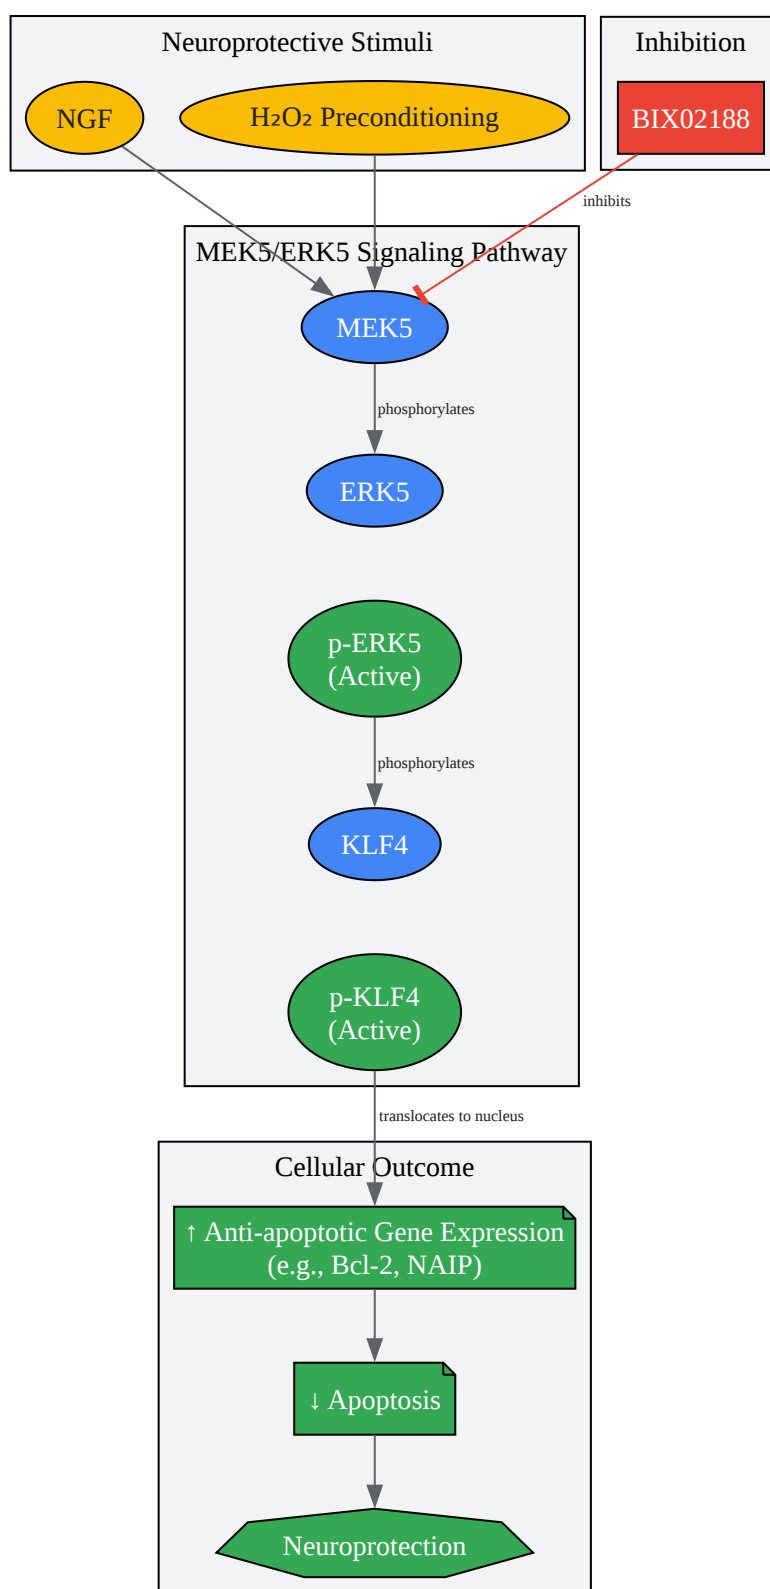 Neuroprotective Stimuli
Inhibition
NGF
H₂O₂ Preconditioning
BIX02188
inhibits
MEK5/ERK5 Signaling Pathway
MEK5
phosphorylates
ERK5
p-ERK5
(Active)
phosphorylates
KLF4
p-KLF4
(Active)
translocates to nucleus
Cellular Outcome
↑ Anti-apoptotic Gene Expression
(e.g., Bcl-2, NAIP)
↓ Apoptosis
Neuroprotection